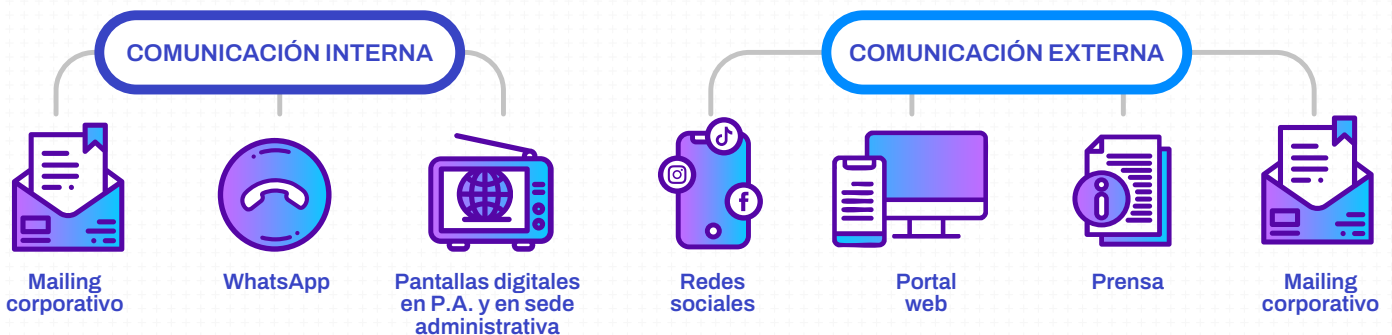 COMUNICACIÓN INTERNA
Mailing
corporativo
WhatsApp
Pantallas digitales
en P.A. y en sede
administrativa
COMUNICACIÓN EXTERNA
Redes
sociales
Portal
web
Prensa
Mailing
corporativo